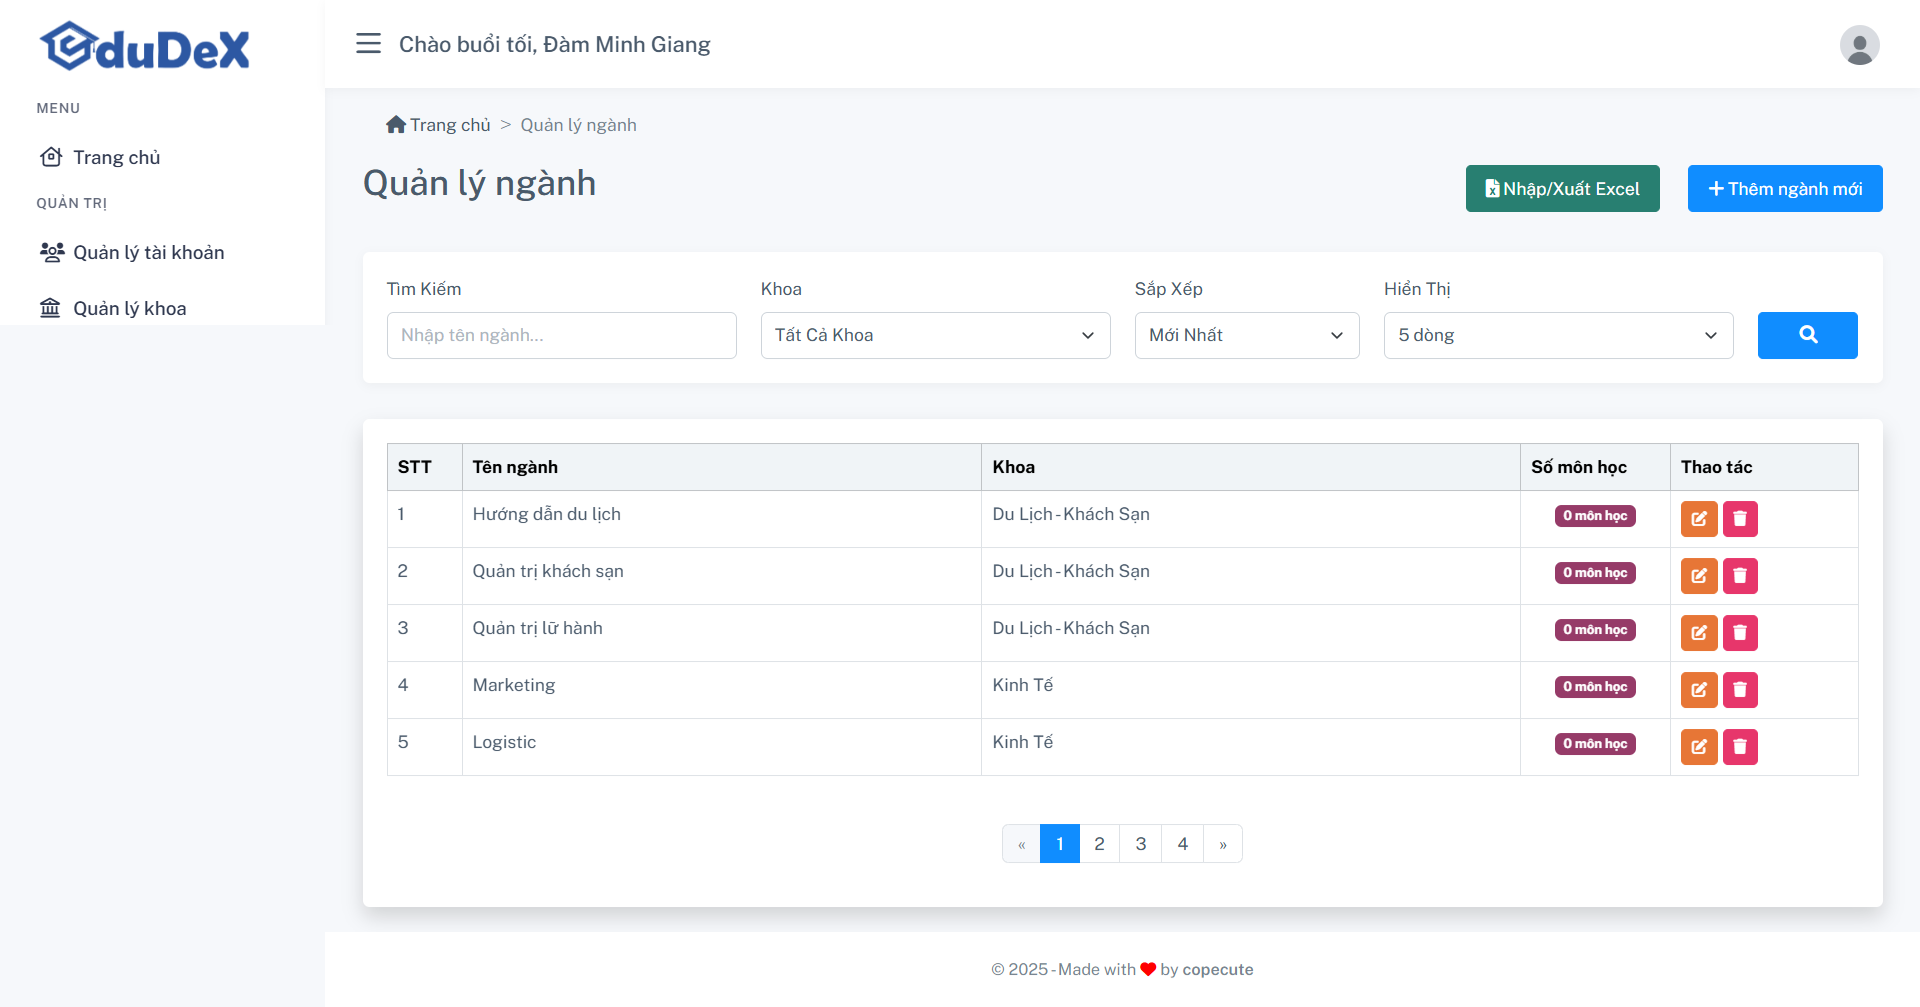 EduDeX
MENU
Trang chủ
QUẢN TRỊ
Quản lý tài khoản
Quản lý khoa
Chào buổi tối, Đàm Minh Giang
Trang chủ > Quản lý ngành
Quản lý ngành
Nhập/Xuất Excel
+ Thêm ngành mới
Tìm Kiếm Khoa Sắp Xếp Hiển Thị
Nhập tên ngành... Tất Cả Khoa Mới Nhất 5 dòng
STT Tên ngành Khoa Số môn học Thao tác
1 Hướng dẫn du lịch Du Lịch - Khách Sạn 0 môn học
2 Quản trị khách sạn Du Lịch - Khách Sạn 0 môn học
3 Quản trị lữ hành Du Lịch - Khách Sạn 0 môn học
4 Marketing Kinh Tế 0 môn học
5 Logistic Kinh Tế 0 môn học
« 1 2 3 4 »
© 2025 - Made with ❤ by copecute